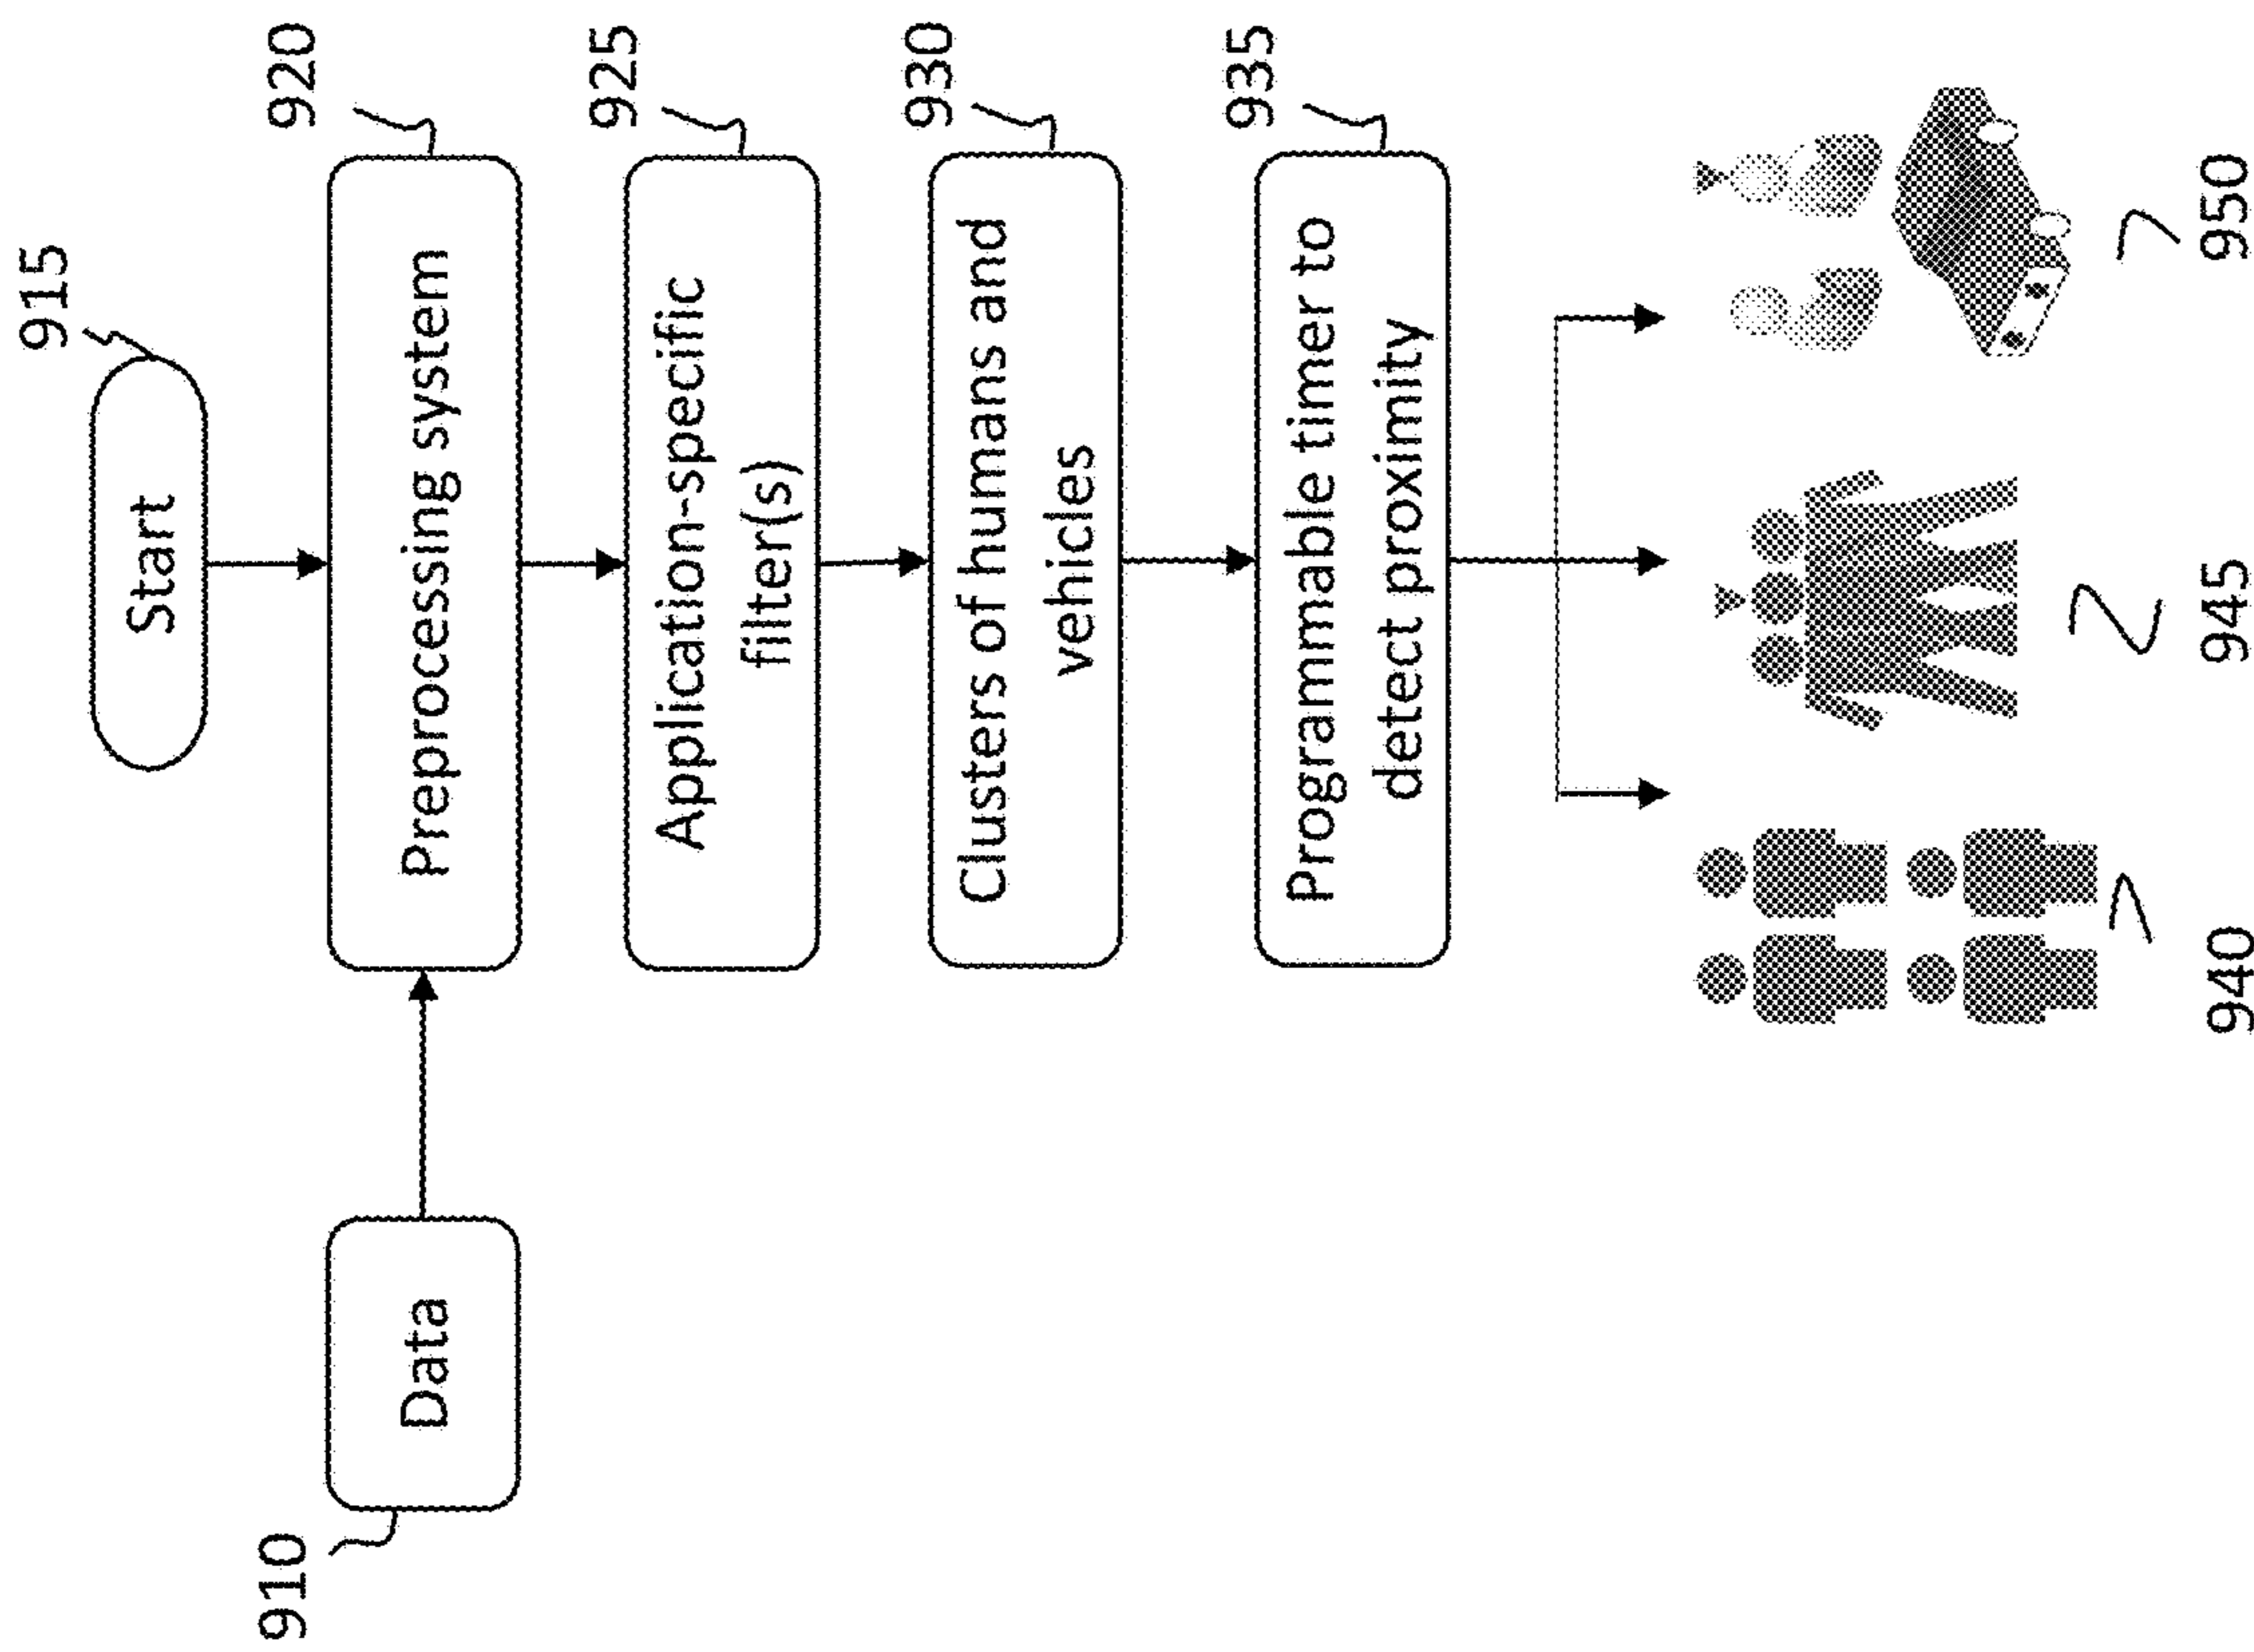 915
Start
920
910
Data
Preprocessing system
925
Application-specific
filter(s)
930
Clusters of humans and
vehicles
935
Programmable timer to
detect proximity
940
945
950